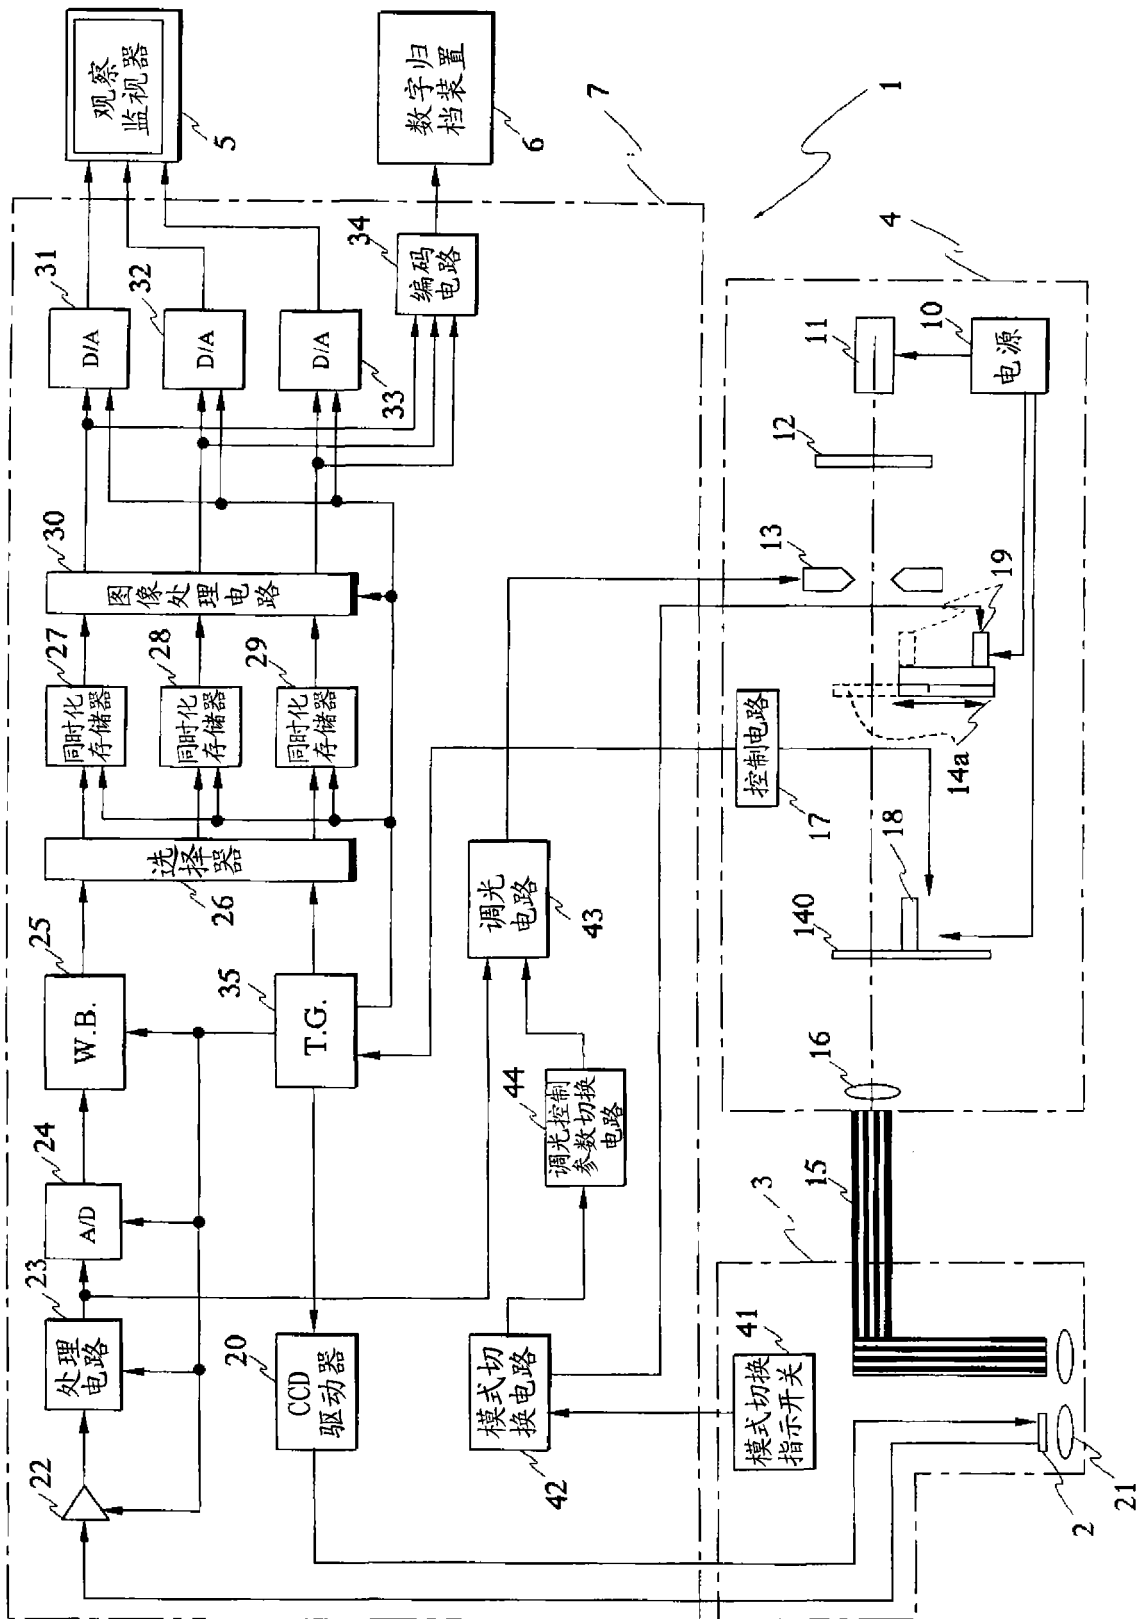 22
23
处理
电路
24
A/D
25
W.B.
26
选择器
27
同时化
存储器
28
同时化
存储器
29
同时化
存储器
30
图像处理电路
31
D/A
32
D/A
33
D/A
34
编码
电路
5
观察
监视器
6
数字归
档装置
7
20
CCD
驱动器
35
T.G.
42
模式切
换电路
44
调光控制
参数切换
电路
43
调光
电路
1
41
模式切换
指示开关
3
2
21
15
16
140
18
17
控制电路
14a
19
13
12
11
10
电源
4